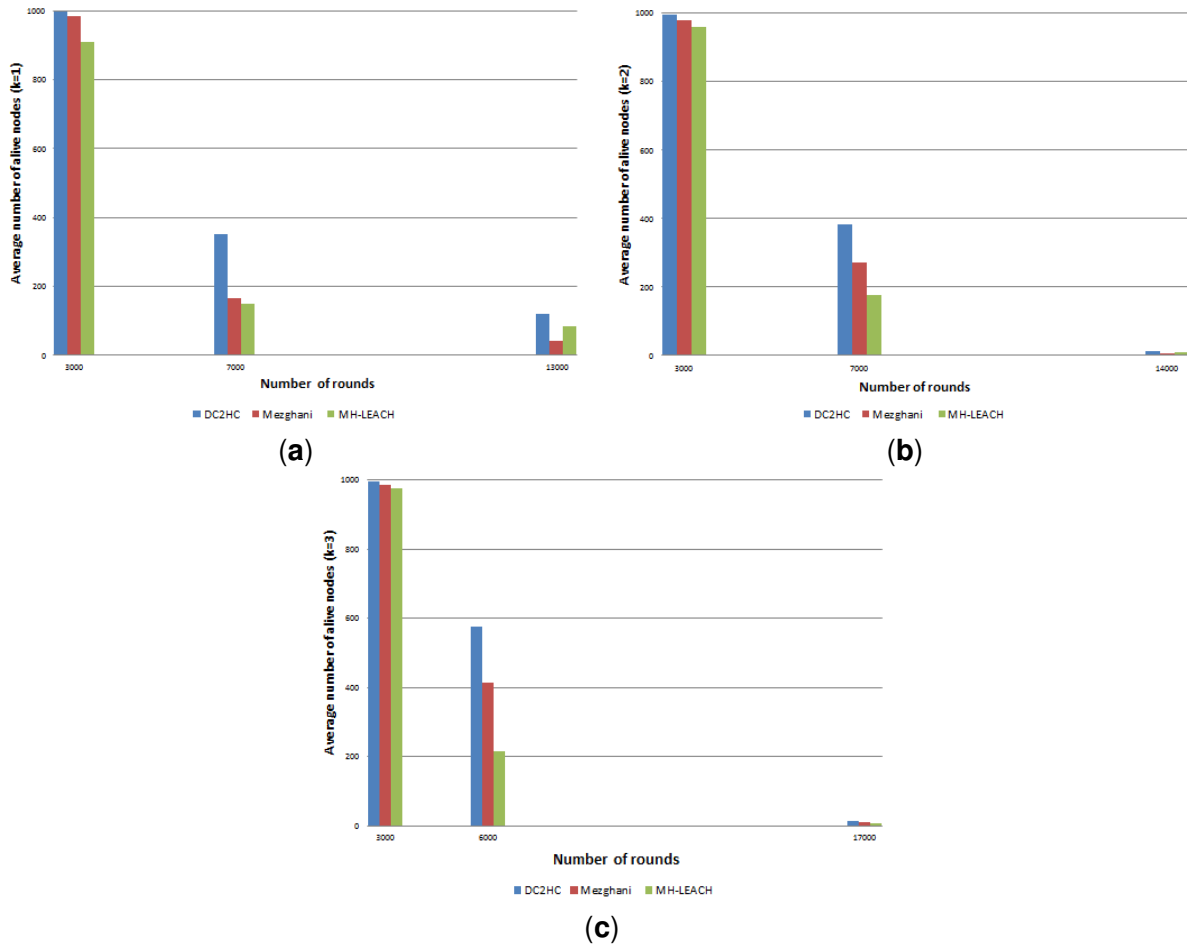 Average number of alive nodes (k=1)
1000
800
600
400
200
0
3000 7000 13000
Number of rounds
DC2HC Mezghani MH-LEACH
(a)
Average number of alive nodes (k=2)
1000
800
600
400
200
0
3000 7000 14000
Number of rounds
DC2HC Mezghani MH-LEACH
(b)
Average number of alive nodes (k=3)
1000
800
600
400
200
0
3000 6000 17000
Number of rounds
DC2HC Mezghani MH-LEACH
(c)